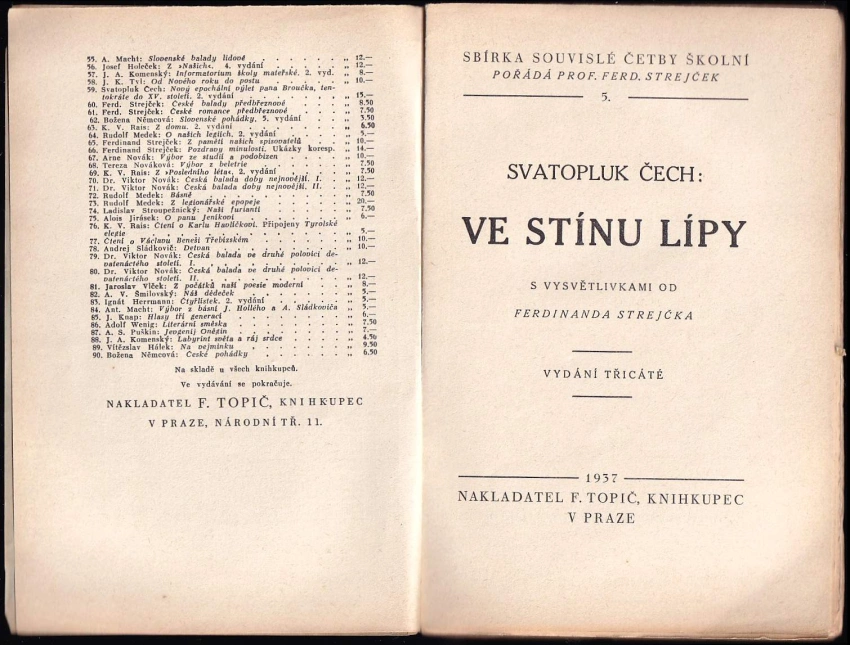 55. A. Macht: Slovenské balady lidové . . . . . „ 12.—
56. Josef Holeček: Z »Našich«. 4. vydání . . . . . „ 12.—
57. J. A. Komenský: Informatorium školy mateřské. 2. vyd. „ 8.—
58. J. K. Tyl: Od Nového roku do postu . . . . . „ 10.—
59. Svatopluk Čech: Nový epochální výlet pana Broučka, ten-
tokráte do XV. století. 2. vydání . . . . . „ 15.—
60. Ferd. Strejček: České balady předbřeznové . . . . . „ 8.50
61. Ferd. Strejček: České romance předbřeznové . . . . . „ 7.50
62. Božena Němcová: Slovenské pohádky, 5. vydání . . . . . „ 3.50
63. K. V. Rais: Z domu. 2. vydání . . . . . „ 6.50
64. Rudolf Medek: O našich legiích. 2. vydání . . . . . „ 5.—
65. Ferdinand Strejček: Z pamětí našich spisovatelů . . . . . „ 10.—
66. Ferdinand Strejček: Pozdravy minulosti. Ukázky koresp. „ 14.—
67. Arne Novák: Výbor ze studií a podobizen . . . . . „ 10.—
68. Tereza Nováková: Výbor z beletrie . . . . . „ 7.50
69. K. V. Rais: Z »Posledního léta«, 2. vydání . . . . . „ 7.50
70. Dr. Viktor Novák: Česká balada doby nejnovější. I. . „ 12.—
71. Dr. Viktor Novák: Česká balada doby nejnovější. II. . „ 12.—
72. Rudolf Medek: Básně . . . . . „ 7.50
73. Rudolf Medek: Z legionářské epopeje . . . . . „ 20.—
74. Ladislav Stroupežnický: Naši furianti . . . . . „ 7.50
75. Alois Jirásek: O panu Jeníkovi . . . . . „ 6.—
76. K. V. Rais: Čtení o Karlu Havlíčkovi. Připojeny Tyrolské
elegie . . . . . „ 5.—
77. Čtení o Václavu Beneši Třebízském . . . . . „ 10.—
78. Andrej Sládkovič: Detvan . . . . . „ 10.—
79. Dr. Viktor Novák: Česká balada ve druhé polovici de-
vatenáctého století. I. . . . . . „ 12.—
80. Dr. Viktor Novák: Česká balada ve druhé polovici de-
vatenáctého století. II. . . . . . „ 12.—
81. Jaroslav Vlček: Z počátků naší poesie moderní . . „ 8.—
82. A. V. Šmilovský: Náš dědeček . . . . . „ 5.—
83. Ignát Herrmann: Čtyřlístek. 2. vydání . . . . . „ 5.—
84. Ant. Macht: Výbor z básní J. Hollého a A. Sládkoviča „ 5.—
85. J. Knap: Hlasy tří generací . . . . . „ 6.—
86. Adolf Wenig: Literární směska . . . . . „ 7.50
87. A. S. Puškin: Jevgenij Oněgin . . . . . „ 7.—
88. J. A. Komenský: Labyrint světa a ráj srdce . . . . . „ 4.50
89. Vítězslav Hálek: Na vejminku . . . . . „ 9.50
90. Božena Němcová: České pohádky . . . . . „ 6.50
Na skladě u všech knihkupců.
Ve vydávání se pokračuje.
NAKLADATEL F. TOPIČ, KNIHKUPEC
V PRAZE, NÁRODNÍ TŘ. 11.
SBÍRKA SOUVISLÉ ČETBY ŠKOLNÍ
POŘÁDÁ PROF. FERD. STREJČEK
5.
SVATOPLUK ČECH:
VE STÍNU LÍPY
S VYSVĚTLIVKAMI OD
FERDINANDA STREJČKA
VYDÁNÍ TŘICÁTÉ
1937
NAKLADATEL F. TOPIČ, KNIHKUPEC
V PRAZE